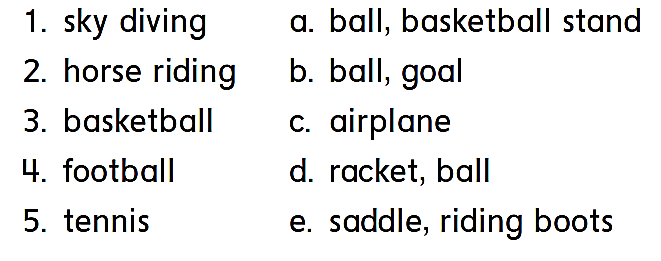 1. sky diving a. ball, basketball stand
2. horse riding b. ball, goal
3. basketball c. airplane
4. football d. racket, ball
5. tennis e. saddle, riding boots